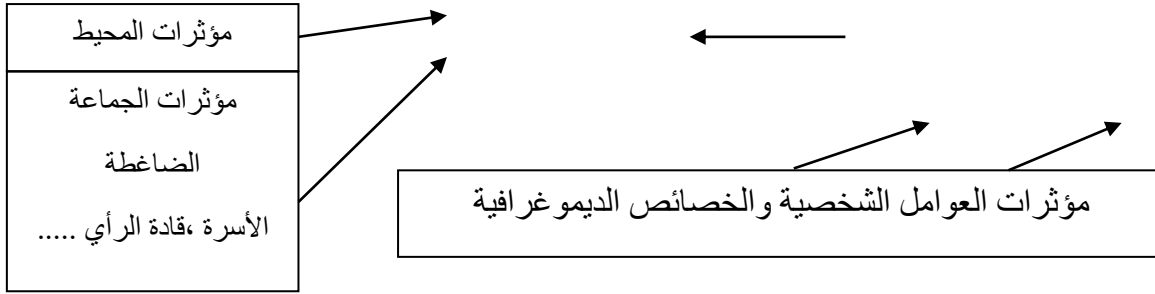 مؤثرات المحيط
مؤثرات الجماعة
الضاغطة
الأسرة ،قادة الرأي .....
مؤثرات العوامل الشخصية والخصائص الديموغرافية